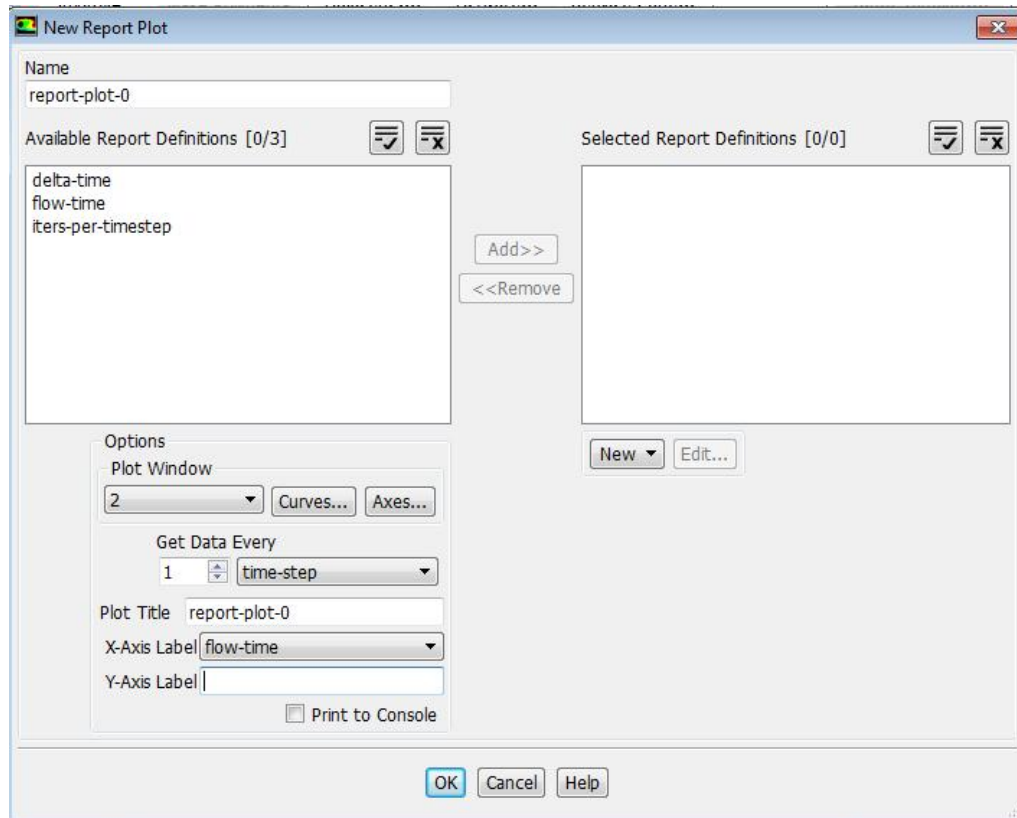 New Report Plot
Name
report-plot-0
Available Report Definitions [0/3]
Selected Report Definitions [0/0]
delta-time
flow-time
iters-per-timestep
Add>>
<<Remove
Options
Plot Window
2
Curves...
Axes...
New
Edit...
Get Data Every
1
time-step
Plot Title
report-plot-0
X-Axis Label
flow-time
Y-Axis Label
Print to Console
OK
Cancel
Help